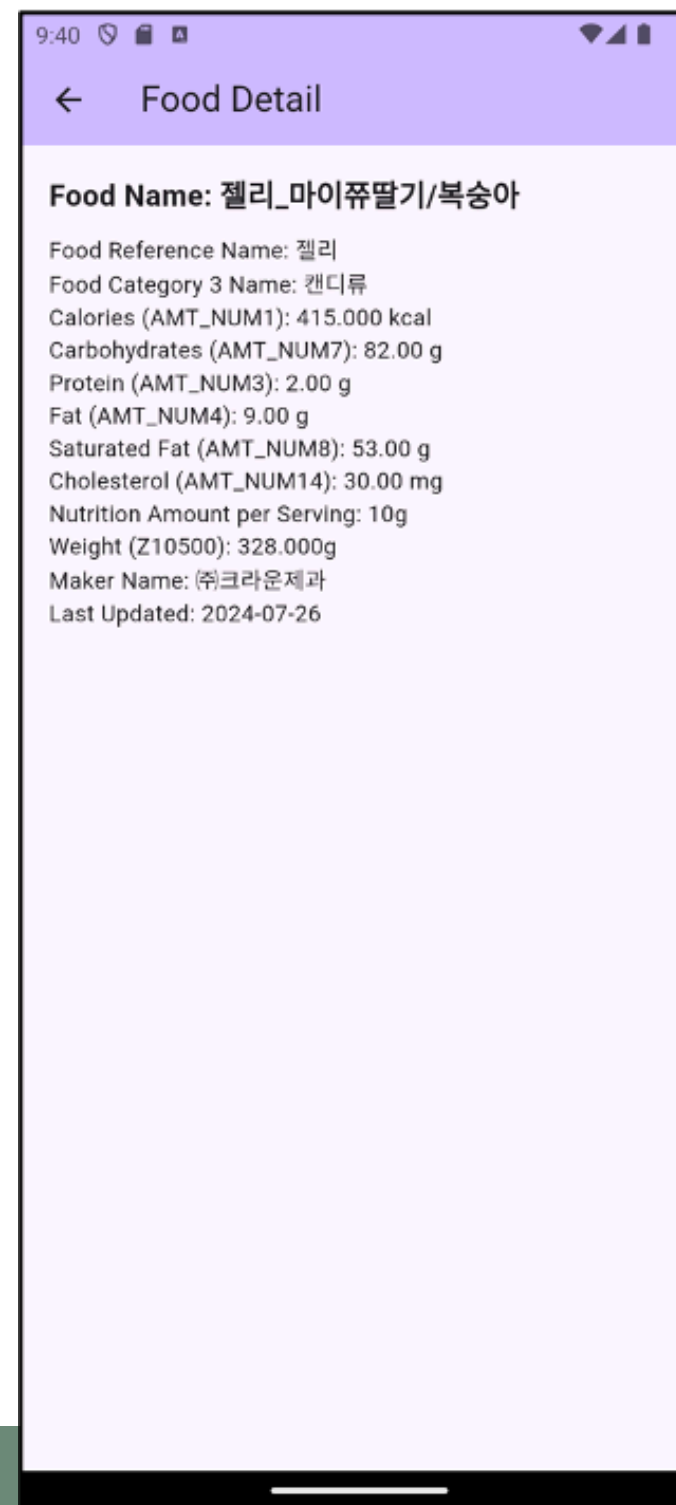 9:40
Food Detail
Food Name: 젤리_마이쮸딸기/복숭아
Food Reference Name: 젤리
Food Category 3 Name: 캔디류
Calories (AMT_NUM1): 415.000 kcal
Carbohydrates (AMT_NUM7): 82.00 g
Protein (AMT_NUM3): 2.00 g
Fat (AMT_NUM4): 9.00 g
Saturated Fat (AMT_NUM8): 53.00 g
Cholesterol (AMT_NUM14): 30.00 mg
Nutrition Amount per Serving: 10g
Weight (Z10500): 328.000g
Maker Name: ㈜크라운제과
Last Updated: 2024-07-26